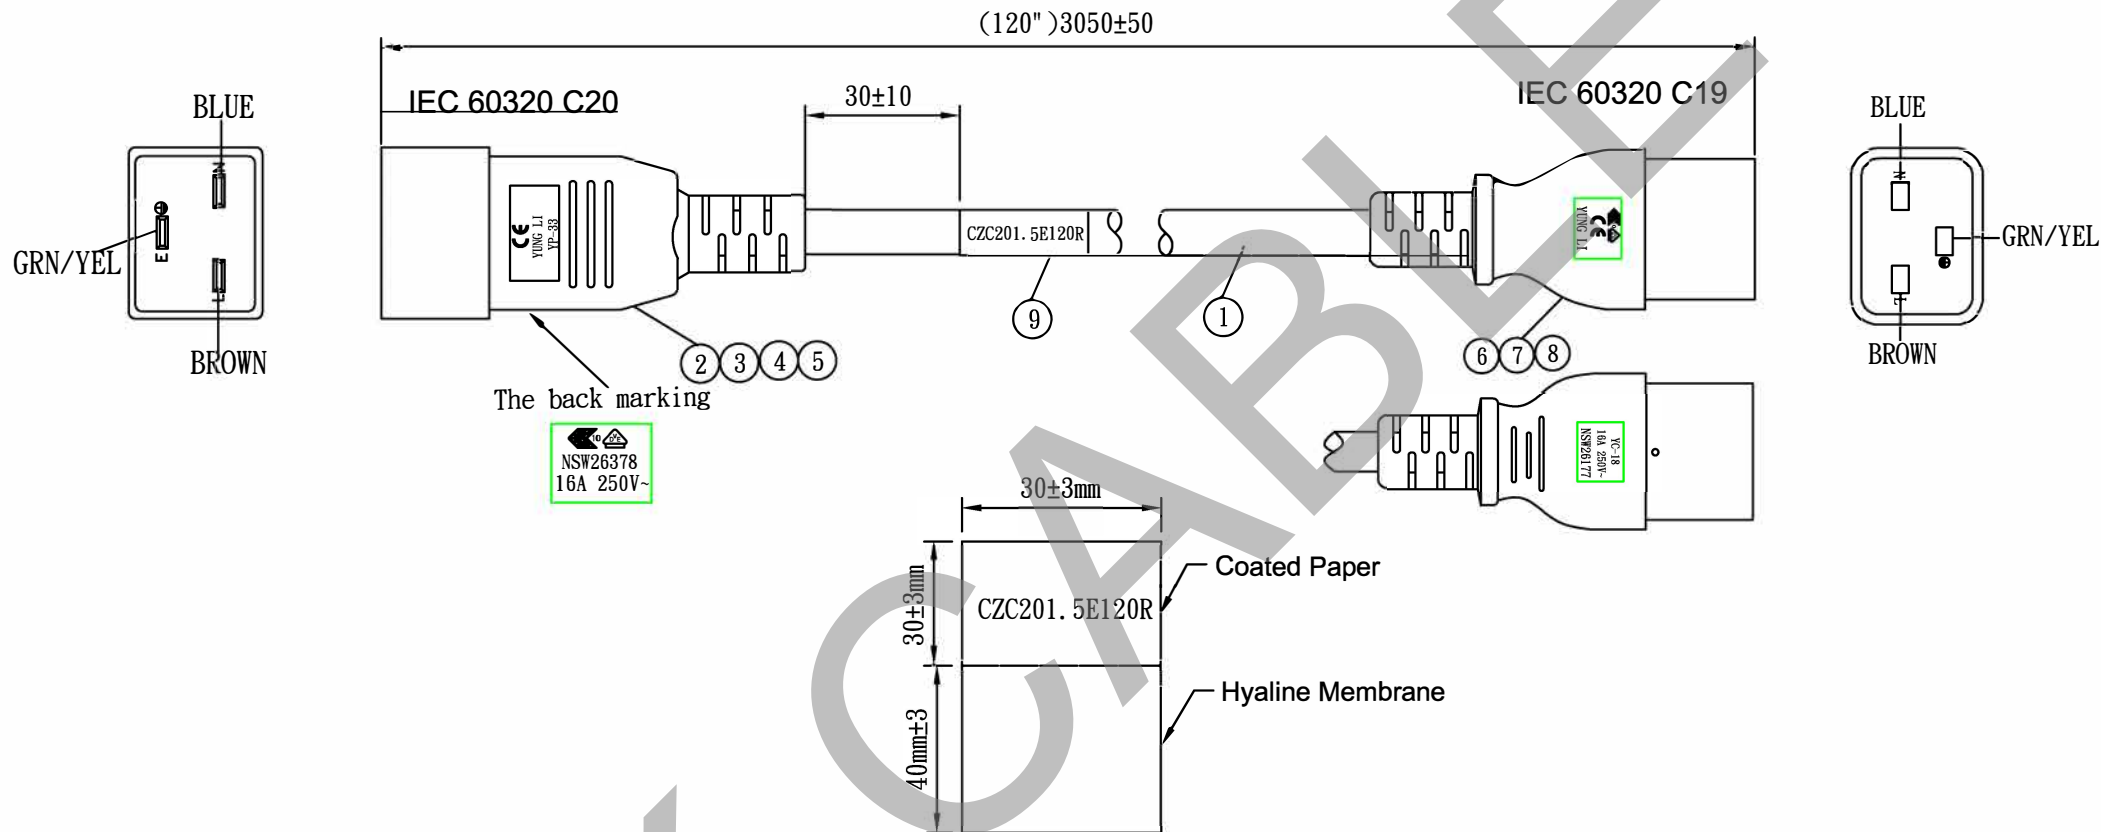 (120")3050±50
IEC 60320 C20
30±10
IEC 60320 C19
BLUE
BLUE
N
E
L
GRN/YEL
BROWN
CE
YUNG LI
YP-33
CZC201.5E120R
CE
YUNG LI
N
L
GRN/YEL
BROWN
9
1
2
3
4
5
6
7
8
The back marking
10
VDE
NSW26378
16A 250V~
YC-18
16A 250V~
NSW26177
30±3mm
30±3mm
CZC201.5E120R
Coated Paper
40mm±3
Hyaline Membrane
CABLE